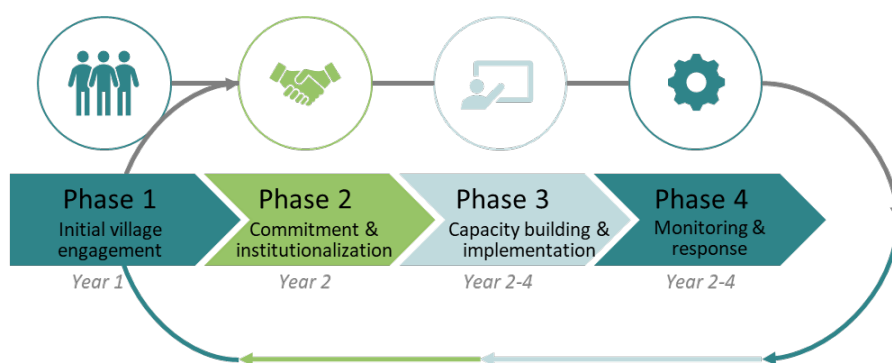 Phase 1
Initial village
engagement
Year 1
Phase 2
Commitment &
institutionalization
Year 2
Phase 3
Capacity building &
implementation
Year 2-4
Phase 4
Monitoring &
response
Year 2-4